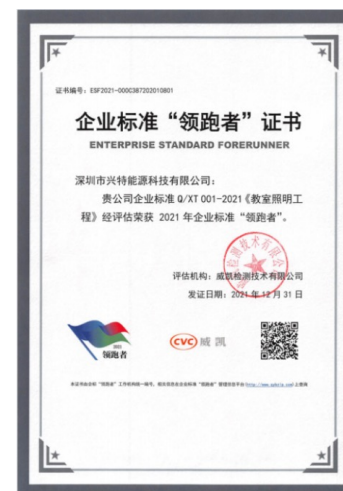 证书编号：ESF2021-000C387202010801
企业标准“领跑者”证书
ENTERPRISE STANDARD FORERUNNER
深圳市兴特能源科技有限公司：
贵公司企业标准 Q/XT 001-2021《教室照明工
程》经评估荣获 2021 年企业标准“领跑者”。
评估机构：威凯检测技术有限公司
发证日期：2021 年 12 月 31 日
2021
领跑者
CVC 威凯